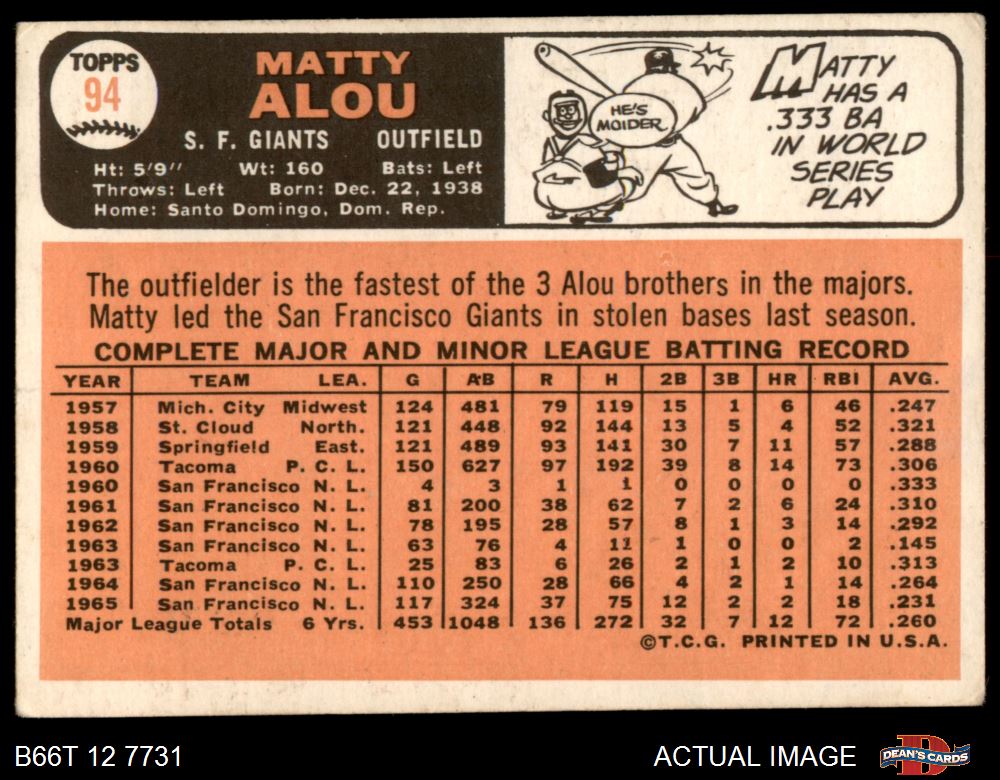 TOPPS
94
MATTY
ALOU
S. F. GIANTS OUTFIELD
Ht: 5'9" Wt: 160 Bats: Left
Throws: Left Born: Dec. 22, 1938
Home: Santo Domingo, Dom. Rep.
HE'S
MOIDER
MATTY
HAS A
.333 BA
IN WORLD
SERIES
PLAY
The outfielder is the fastest of the 3 Alou brothers in the majors.
Matty led the San Francisco Giants in stolen bases last season.
COMPLETE MAJOR AND MINOR LEAGUE BATTING RECORD
YEAR TEAM LEA. G AB R H 2B 3B HR RBI AVG.
1957 Mich. City Midwest 124 481 79 119 15 1 6 46 .247
1958 St. Cloud North. 121 448 92 144 13 5 4 52 .321
1959 Springfield East. 121 489 93 141 30 7 11 57 .288
1960 Tacoma P. C. L. 150 627 97 192 39 8 14 73 .306
1960 San Francisco N. L. 4 3 1 1 0 0 0 0 .333
1961 San Francisco N. L. 81 200 38 62 7 2 6 24 .310
1962 San Francisco N. L. 78 195 28 57 8 1 3 14 .292
1963 San Francisco N. L. 63 76 4 11 1 0 0 2 .145
1963 Tacoma P. C. L. 25 83 6 26 2 1 2 10 .313
1964 San Francisco N. L. 110 250 28 66 4 2 1 14 .264
1965 San Francisco N. L. 117 324 37 75 12 2 2 18 .231
Major League Totals 6 Yrs. 453 1048 136 272 32 7 12 72 .260
©T.C.G. PRINTED IN U.S.A.
B66T 12 7731
ACTUAL IMAGE
DEAN'S CARDS